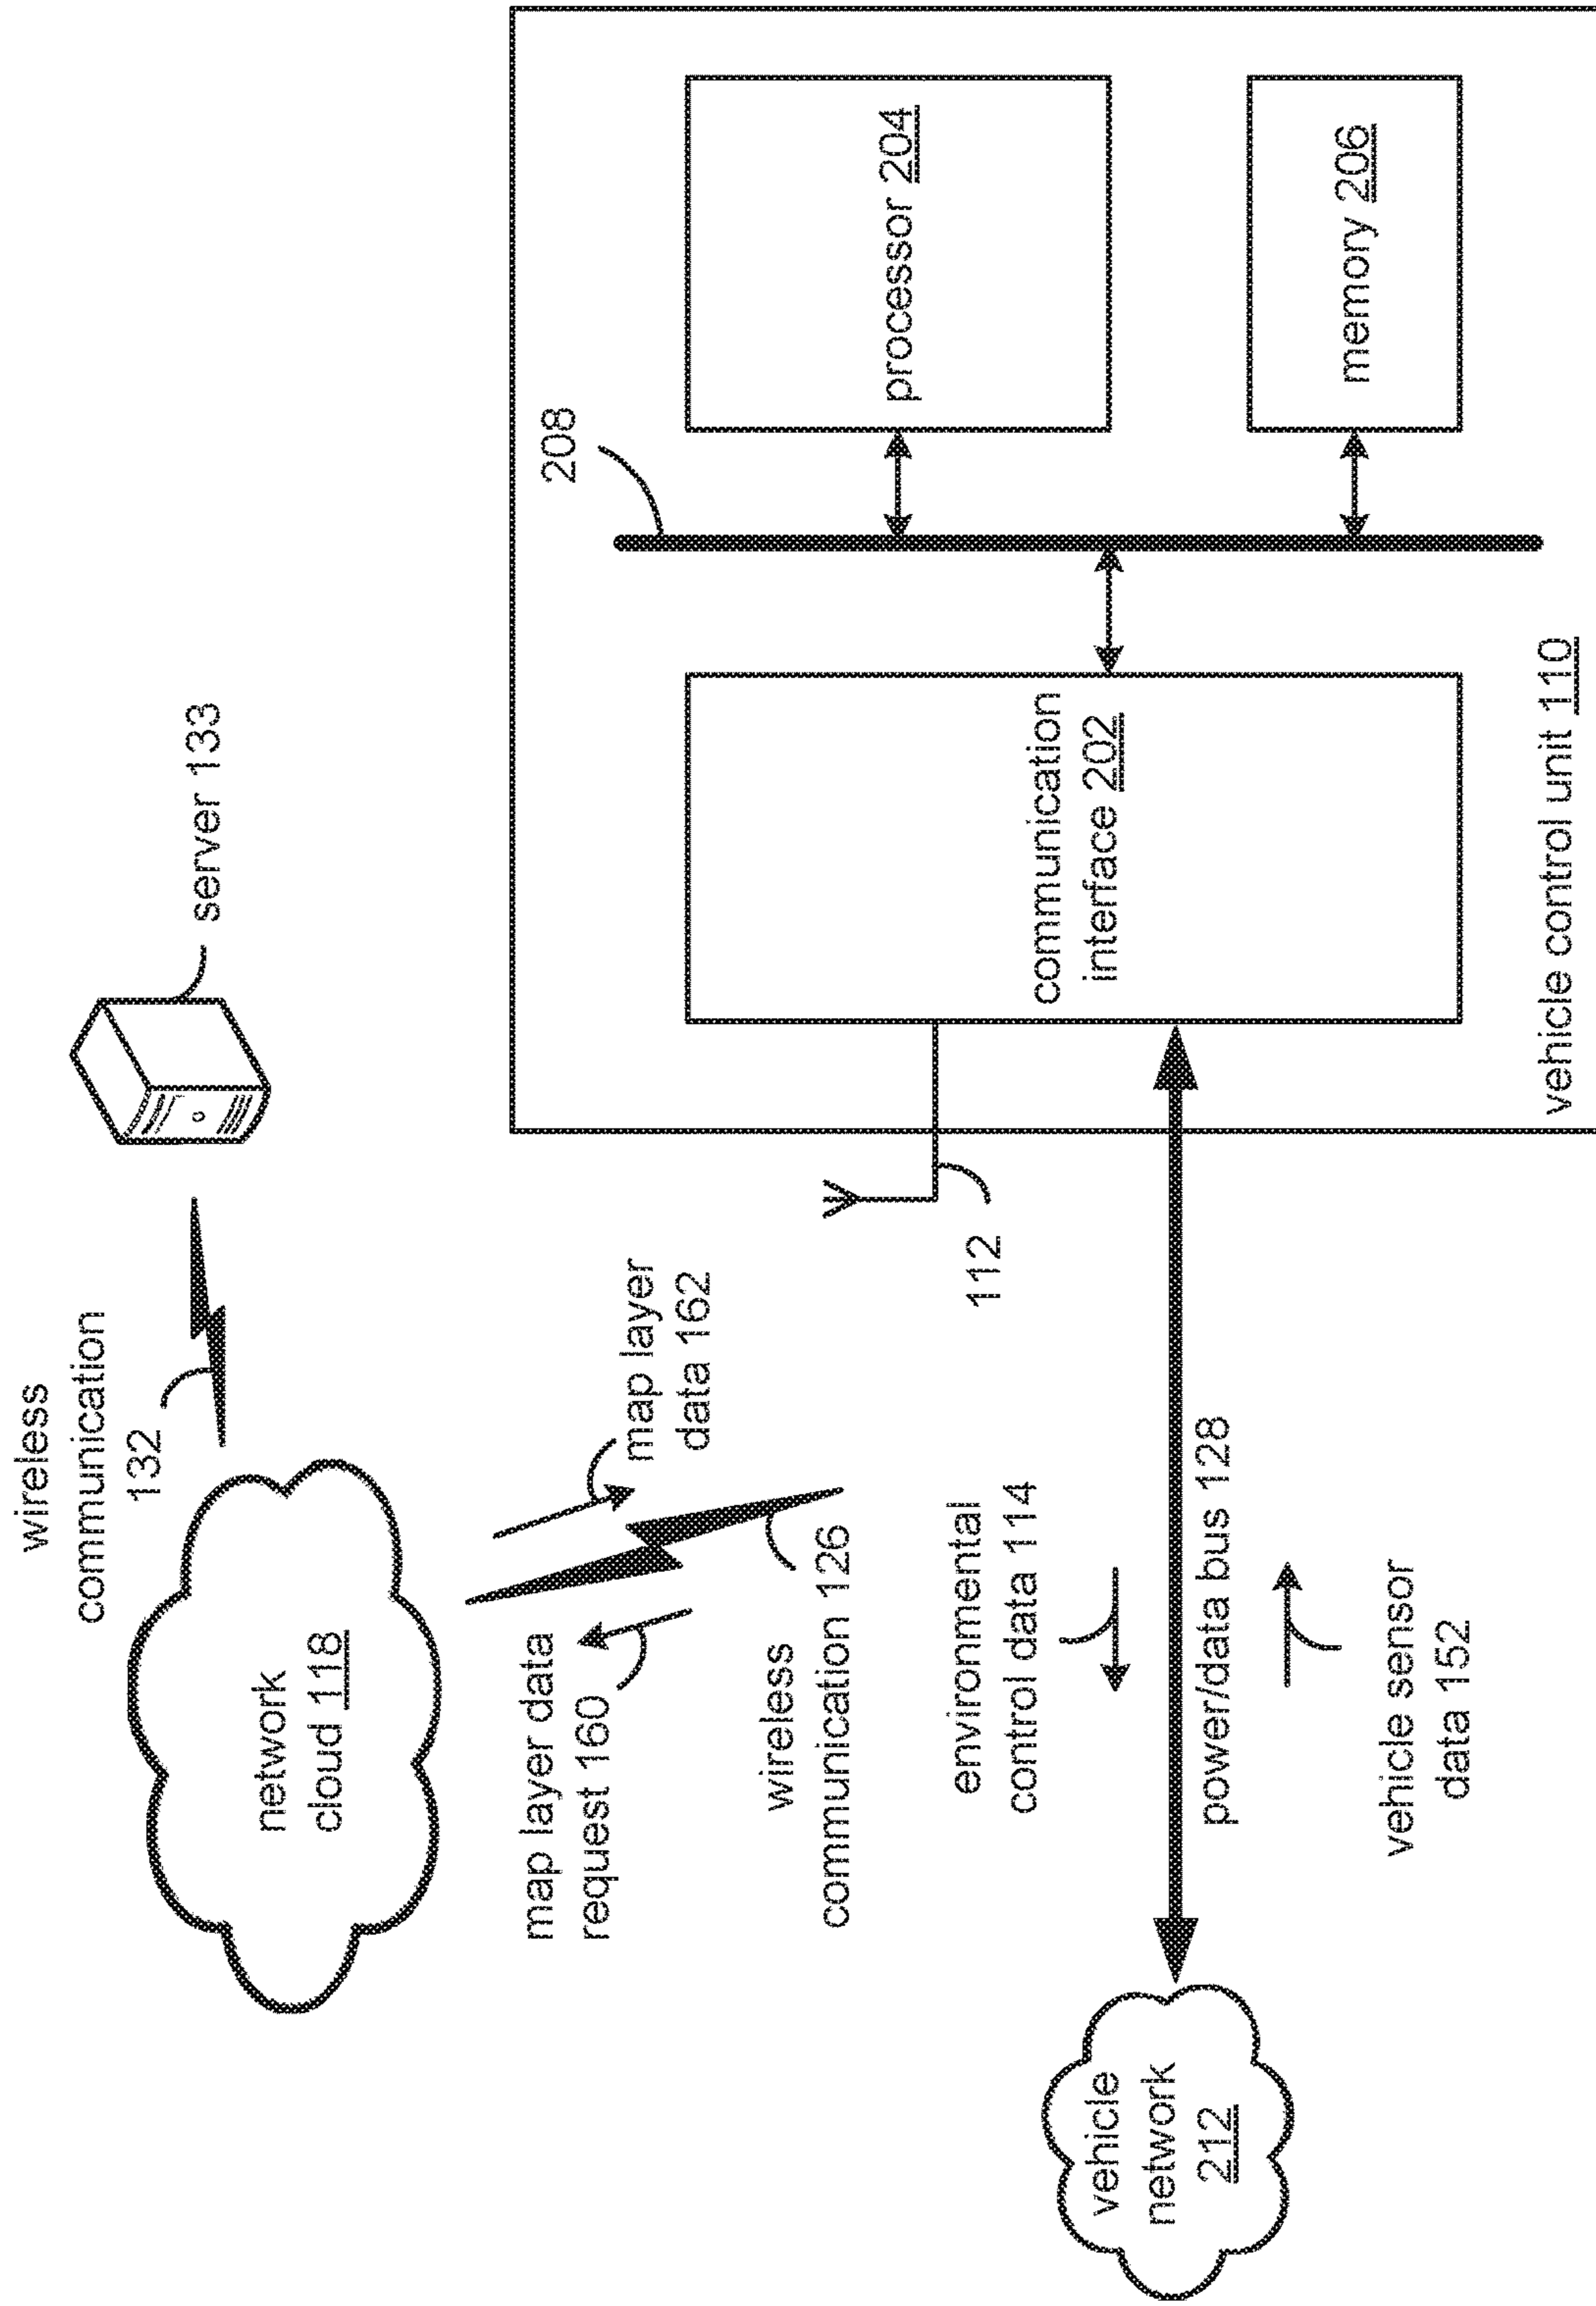 wireless
communication
132
server 133
network
cloud 118
map layer
data 162
map layer data
request 160
wireless
communication 126
112
environmental
control data 114
power/data bus 128
vehicle sensor
data 152
vehicle
network
212
208
processor 204
communication
interface 202
memory 206
vehicle control unit 110